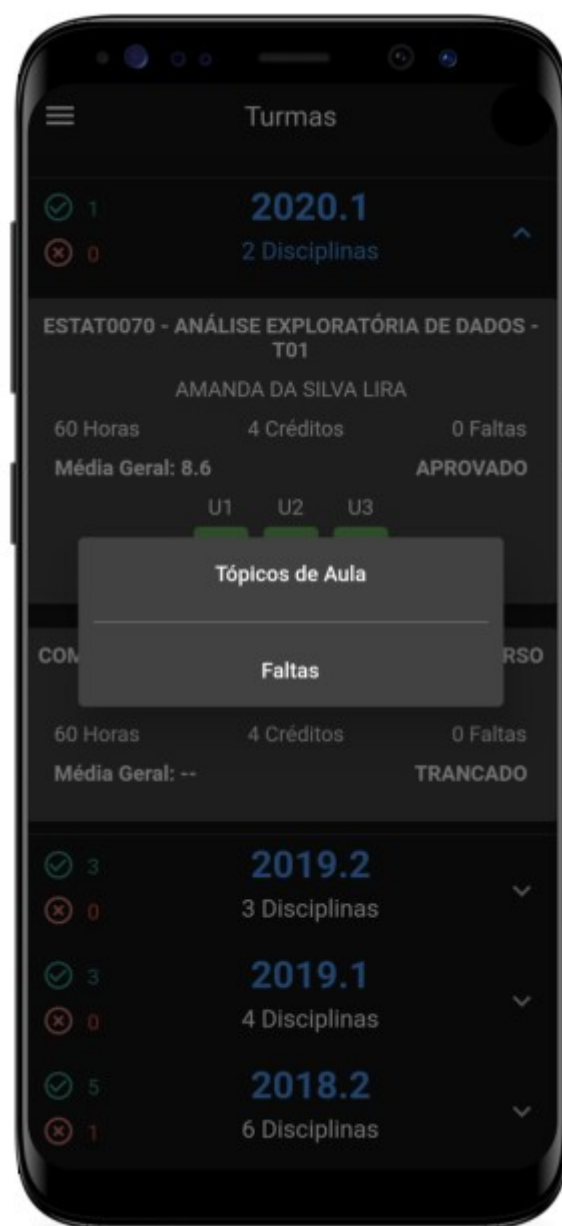 Turmas
1
2020.1
0
2 Disciplinas
ESTAT0070 - ANÁLISE EXPLORATÓRIA DE DADOS -
T01
AMANDA DA SILVA LIRA
60 Horas 4 Créditos 0 Faltas
Média Geral: 8.6 APROVADO
U1 U2 U3
Tópicos de Aula
Faltas
60 Horas 4 Créditos 0 Faltas
Média Geral: -- TRANCADO
3
2019.2
0
3 Disciplinas
3
2019.1
0
4 Disciplinas
5
2018.2
1
6 Disciplinas